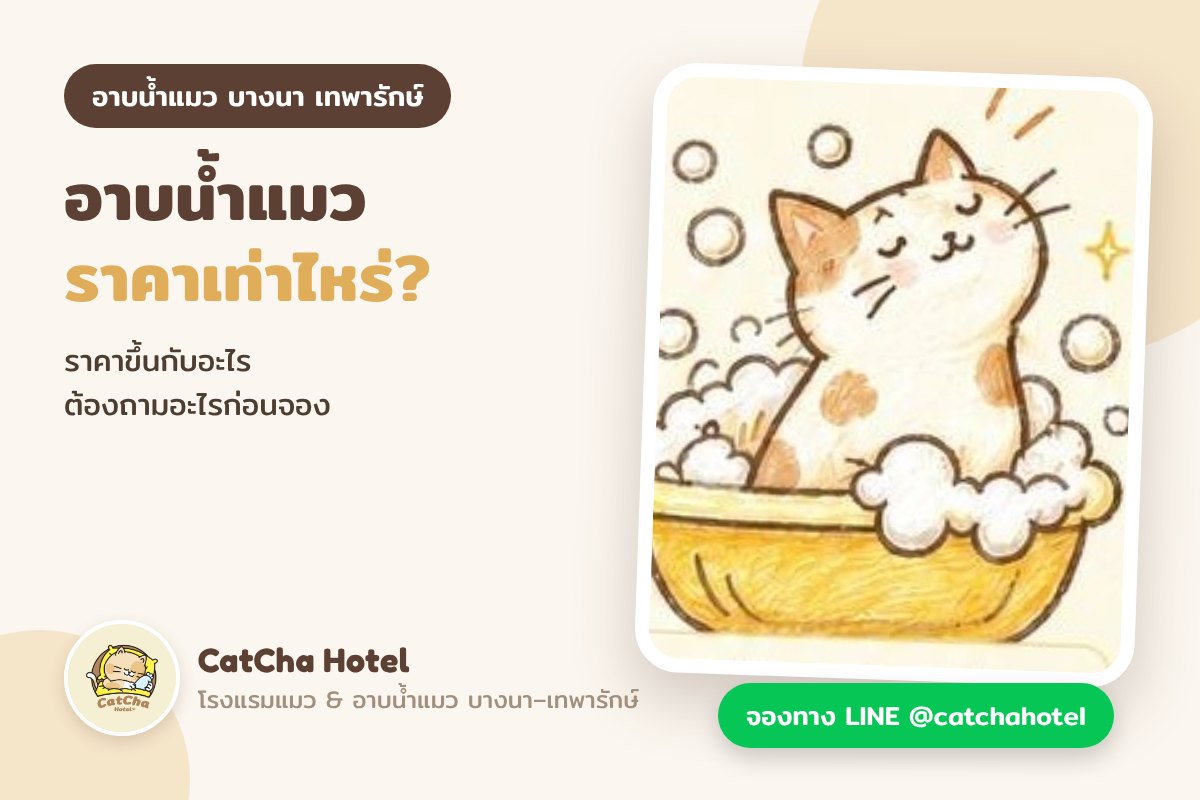 อาบน้ำแมว บางนา เทพารักษ์
อาบน้ำแมว
ราคาเท่าไหร่?
ราคาขึ้นกับอะไร
ต้องถามอะไรก่อนจอง
CatCha
Hotel
CatCha Hotel
โรงแรมแมว & อาบน้ำแมว บางนา–เทพารักษ์
จองทาง LINE @catchahotel